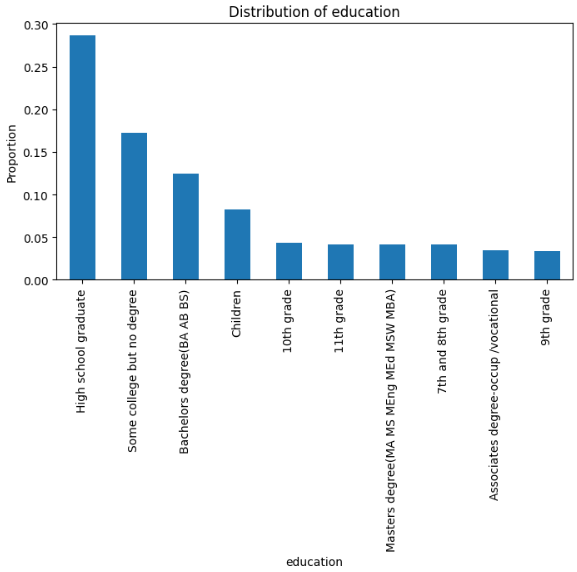 Distribution of education
Proportion
0.30
0.25
0.20
0.15
0.10
0.05
0.00
High school graduate
Some college but no degree
Bachelors degree(BA AB BS)
Children
10th grade
11th grade
Masters degree(MA MS MEng MEd MSW MBA)
7th and 8th grade
Associates degree-occup /vocational
9th grade
education